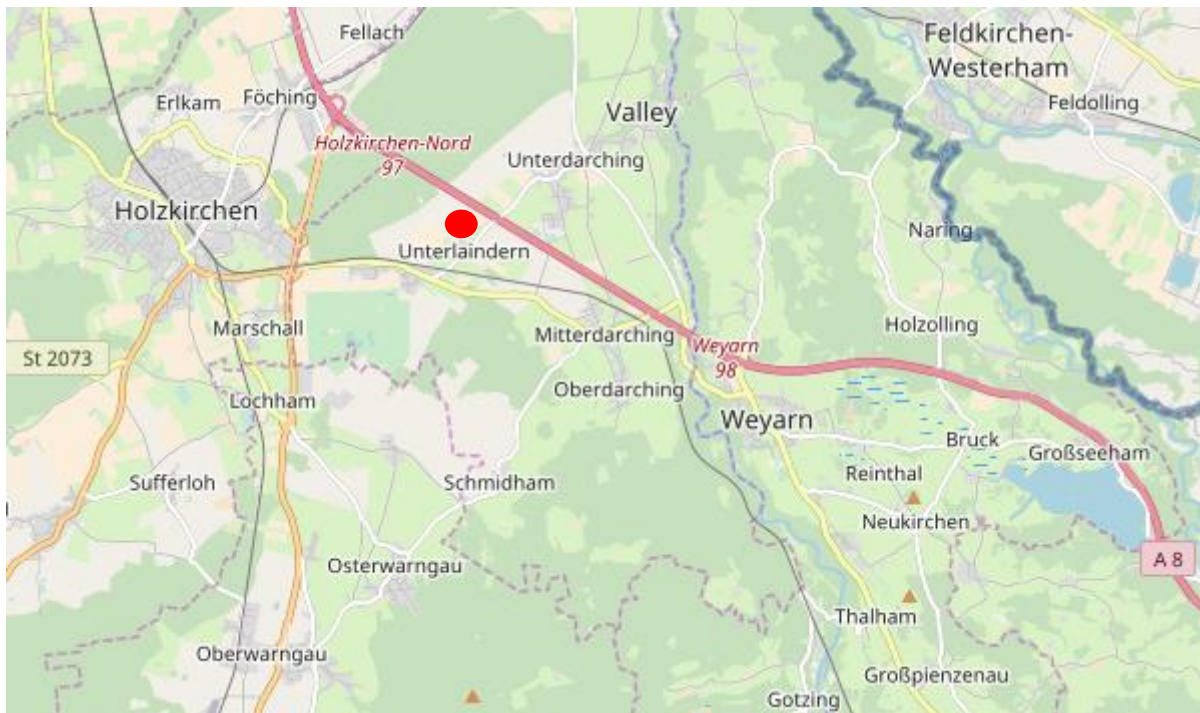 Fellach
Feldkirchen-
Westerham
Erlkam
Föching
Feldolling
Valley
Holzkirchen-Nord
97
Unterdarching
Holzkirchen
Naring
Unterlaindern
Marschall
Mitterdarching
Holzolling
St 2073
Weyarn
98
Oberdarching
Lochham
Weyarn
Bruck
Großseeham
Reinthal
Sufferloh
Schmidham
Neukirchen
Osterwarngau
A 8
Thalham
Oberwarngau
Großpienzenau
Gotzing